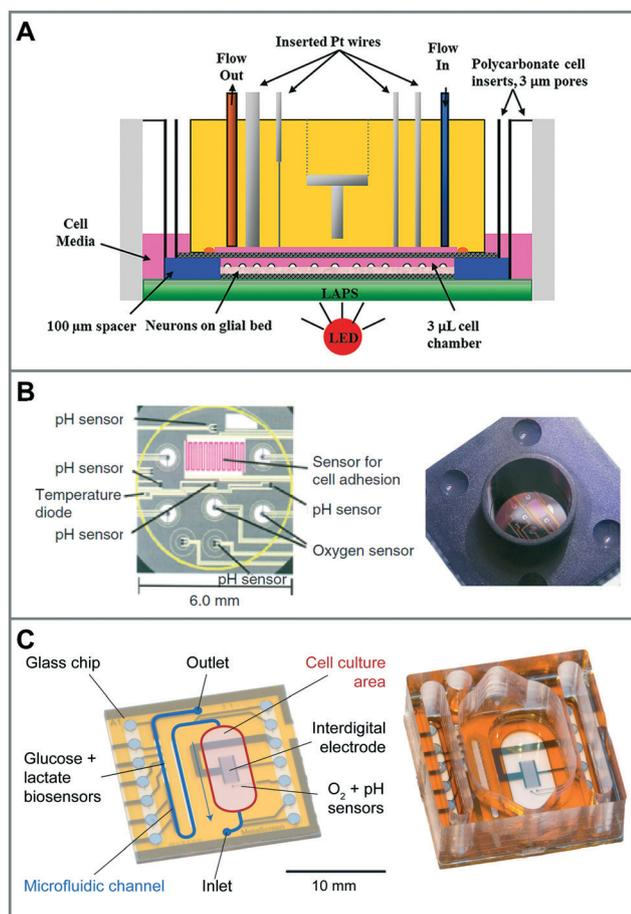 A
Flow
Out
Inserted Pt wires
Flow
In
Polycarbonate cell
inserts, 3 µm pores
Cell
Media
LAPS
100 µm spacer
Neurons on glial bed
LED
3 µL cell
chamber
B
pH sensor
pH sensor
Temperature
diode
pH sensor
Sensor for
cell adhesion
pH sensor
Oxygen sensor
pH sensor
6.0 mm
C
Glass chip
Outlet
Cell culture
area
Interdigital
electrode
Glucose +
lactate
biosensors
O₂ + pH
sensors
Microfluidic channel
Inlet
10 mm